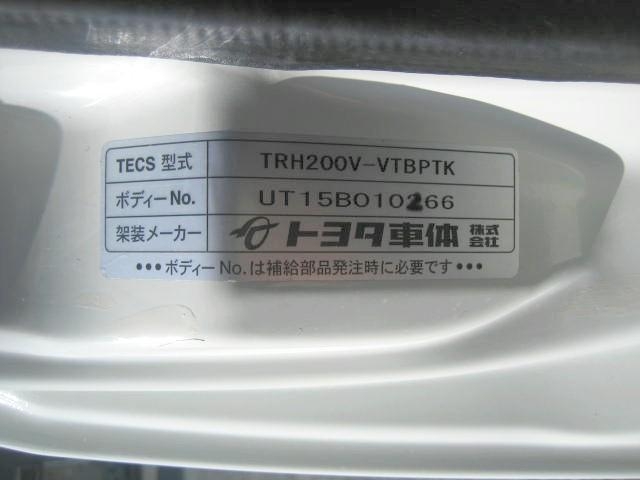 TECS 型式 TRH200V-VTBPTK
ボディーNo. UT15B010266
架装メーカー トヨタ車体 株式会社
•••ボディーNo.は補給部品発注時に必要です•••